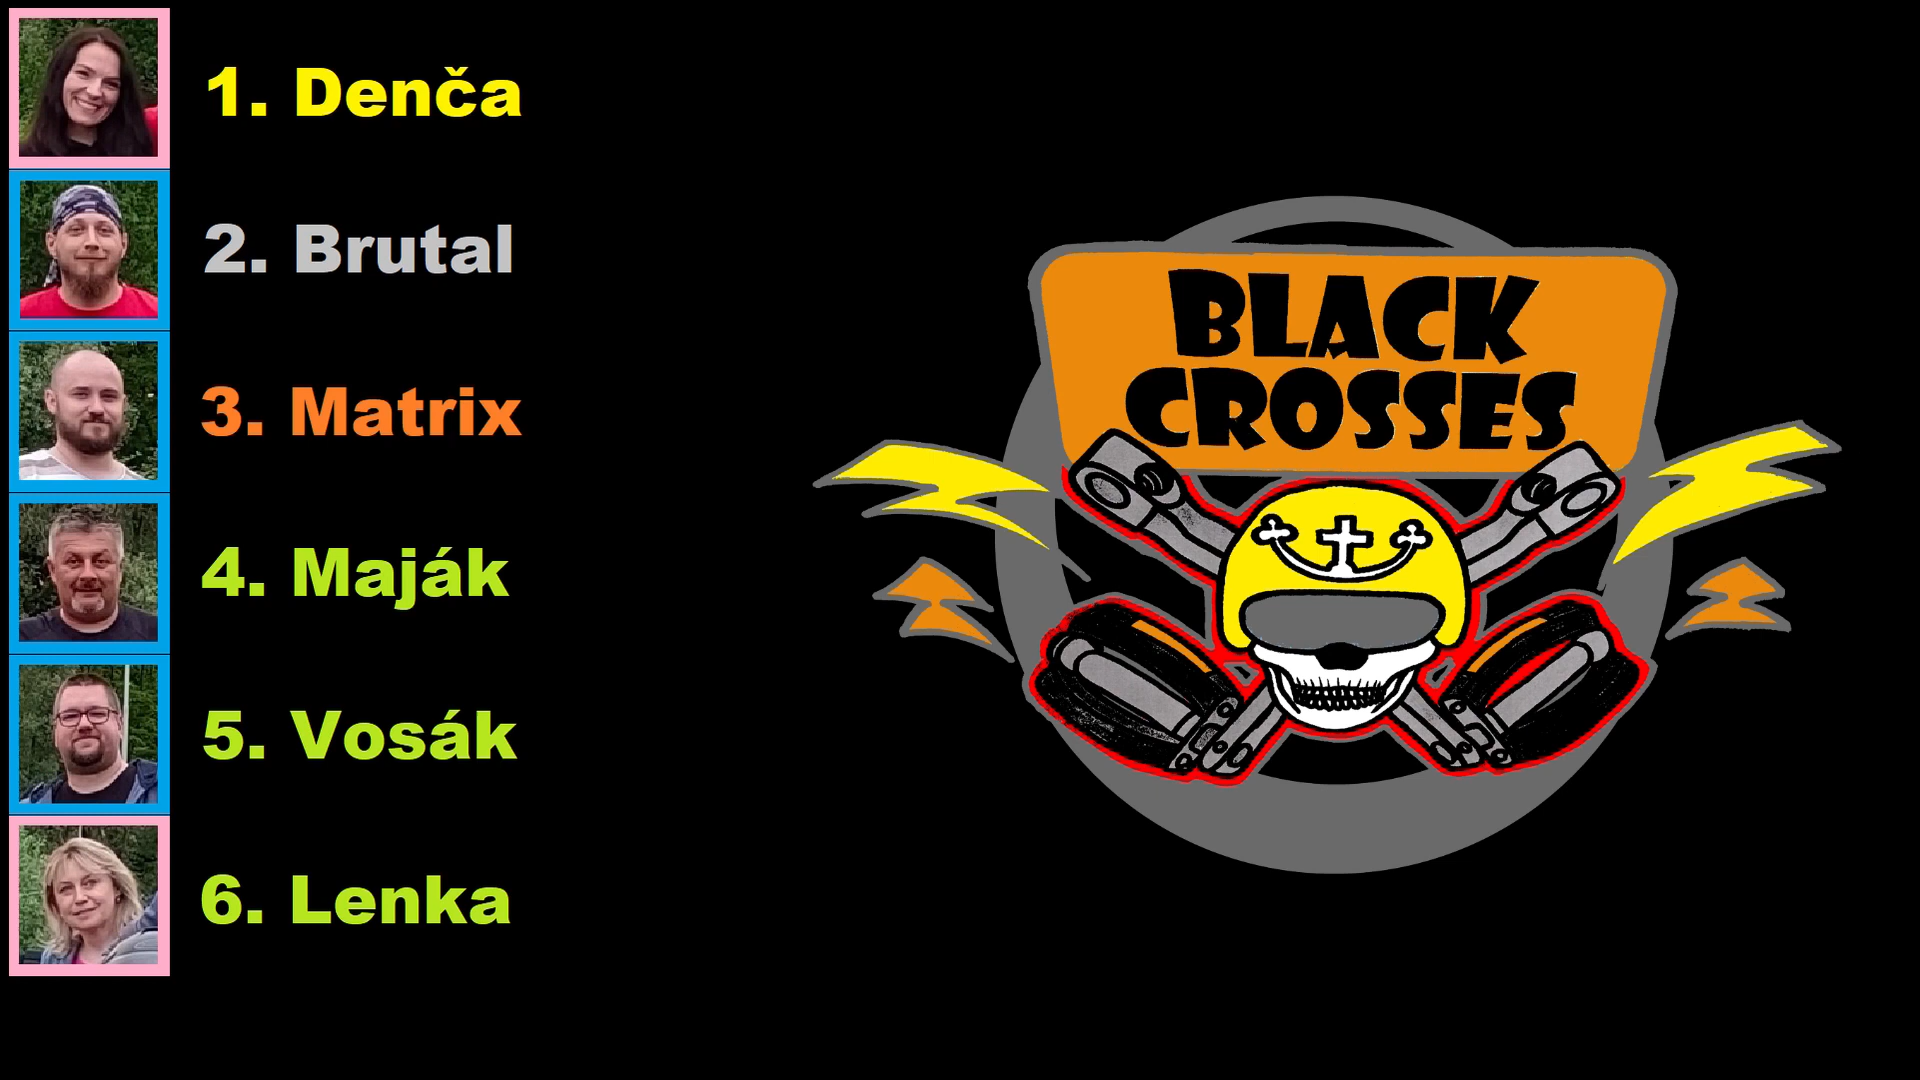 1. Denča
2. Brutal
3. Matrix
4. Maják
5. Vosák
6. Lenka
BLACK
CROSSES